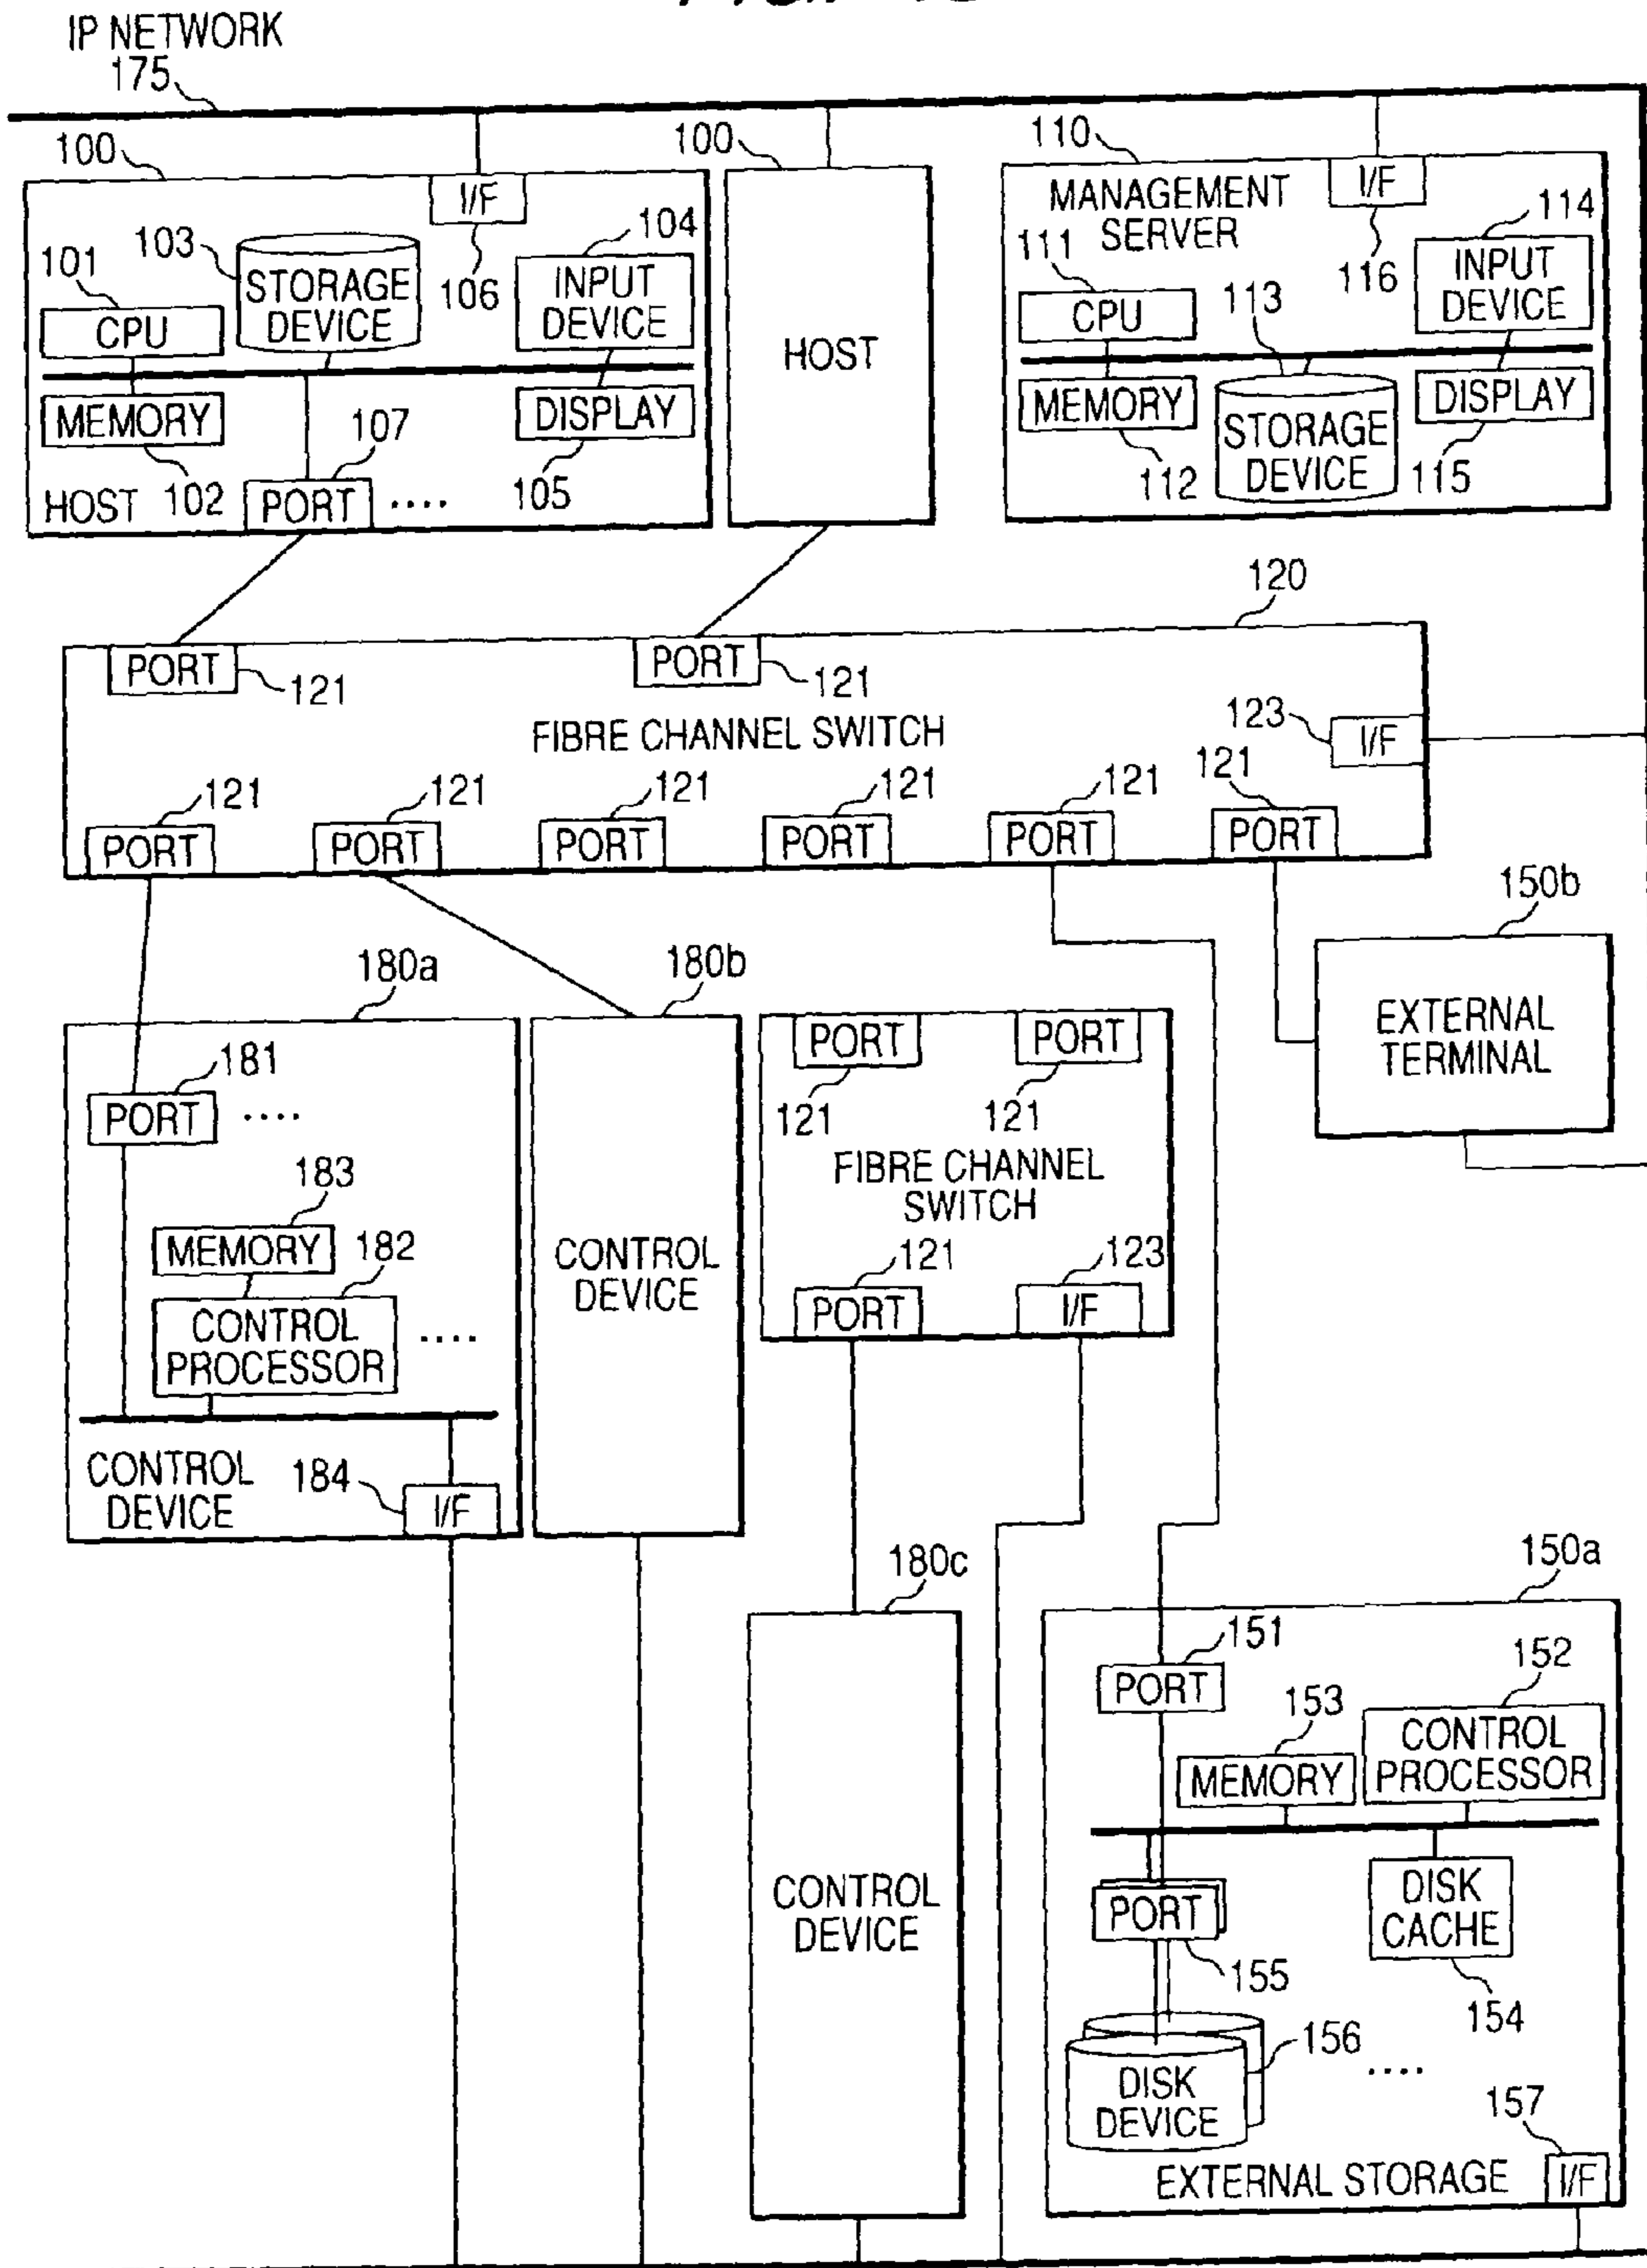 IP NETWORK
175
100
100
110
I/F
106
103
STORAGE
DEVICE
104
INPUT
DEVICE
101
CPU
MEMORY
102
107
DISPLAY
105
HOST
PORT
....
HOST
MANAGEMENT
SERVER
I/F
116
114
INPUT
DEVICE
111
CPU
113
MEMORY
112
STORAGE
DEVICE
DISPLAY
115
120
PORT
121
PORT
121
FIBRE CHANNEL SWITCH
123
I/F
121
121
121
121
121
121
PORT
PORT
PORT
PORT
PORT
PORT
150b
EXTERNAL
TERMINAL
180a
181
PORT
....
183
MEMORY
182
CONTROL
PROCESSOR
....
CONTROL
DEVICE
184
I/F
180b
CONTROL
DEVICE
PORT
PORT
121
121
FIBRE CHANNEL
SWITCH
121
123
PORT
I/F
180c
CONTROL
DEVICE
150a
151
PORT
152
153
CONTROL
PROCESSOR
MEMORY
PORT
155
DISK
CACHE
154
156
DISK
DEVICE
....
157
EXTERNAL STORAGE
I/F